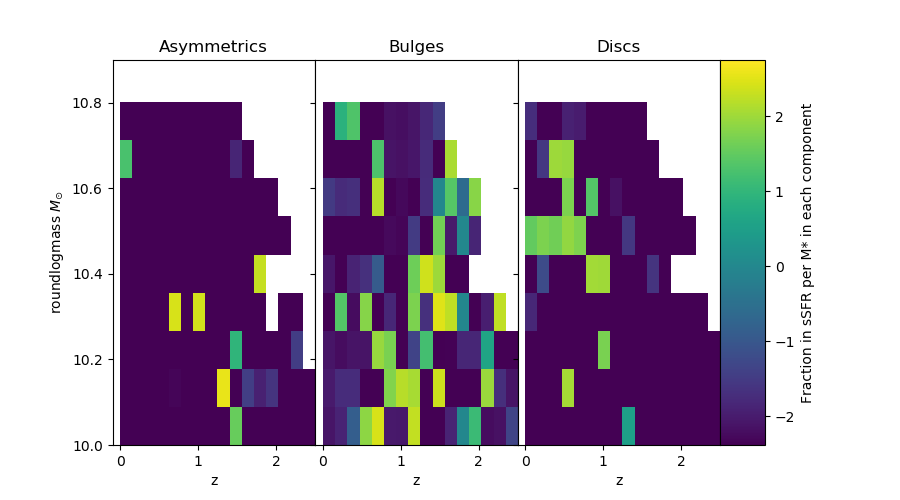 Asymmetrics Bulges Discs
10.8
10.6
10.4
10.2
10.0
roundlogmass M⊙
0 1 2 0 1 2 0 1 2
z z z
2
1
0
−1
−2
Fraction in sSFR per M* in each component